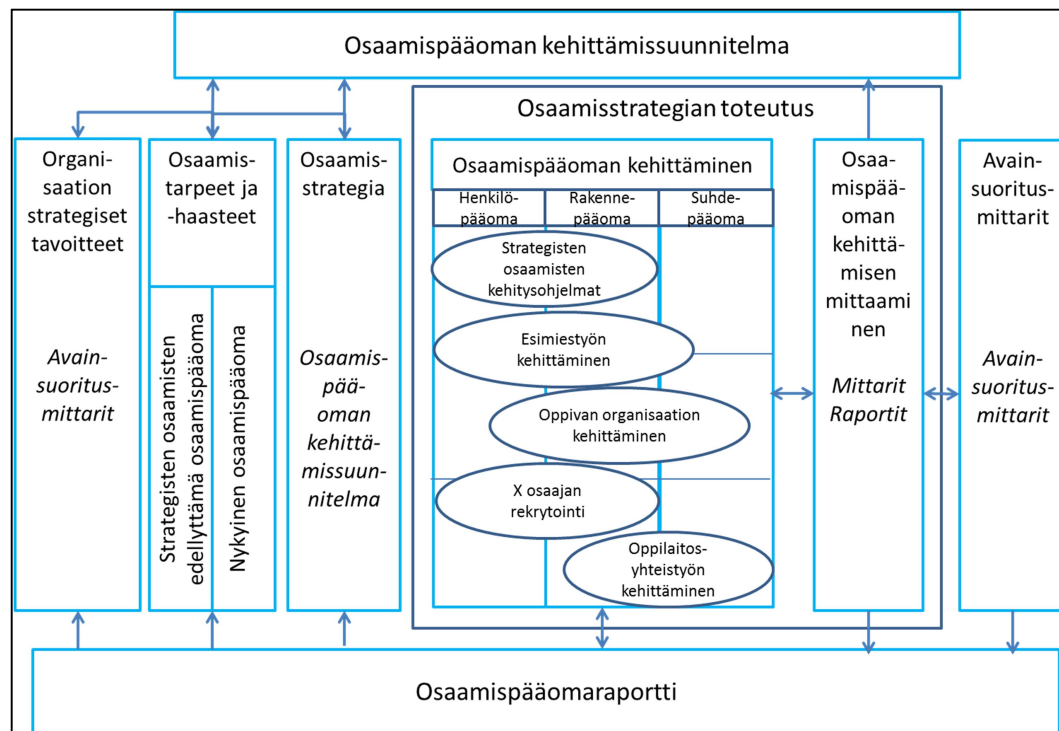 Osaamispääoman kehittämissuunnitelma
Organi-
saation
strategiset
tavoitteet
Avain-
suoritus-
mittarit
Osaamis-
tarpeet ja
-haasteet
Strategisten osaamisten
edellyttämä osaamispääoma
Nykyinen osaamispääoma
Osaamis-
strategia
Osaamis-
pää-
oman
kehittä-
missuun-
nitelma
Osaamisstrategian toteutus
Osaamispääoman kehittäminen
Henkilö-
pääoma
Rakenne-
pääoma
Suhde-
pääoma
Strategisten
osaamisten
kehitysohjelmat
Esimiestyön
kehittäminen
Oppivan organisaation
kehittäminen
X osaajan
rekrytointi
Oppilaitos-
yhteistyön
kehittäminen
Osaa-
mispää-
oman
kehittä-
misen
mittaami
nen
Mittarit
Raportit
Avain-
suoritus-
mittarit
Avain-
suoritus-
mittarit
Osaamispääomaraportti